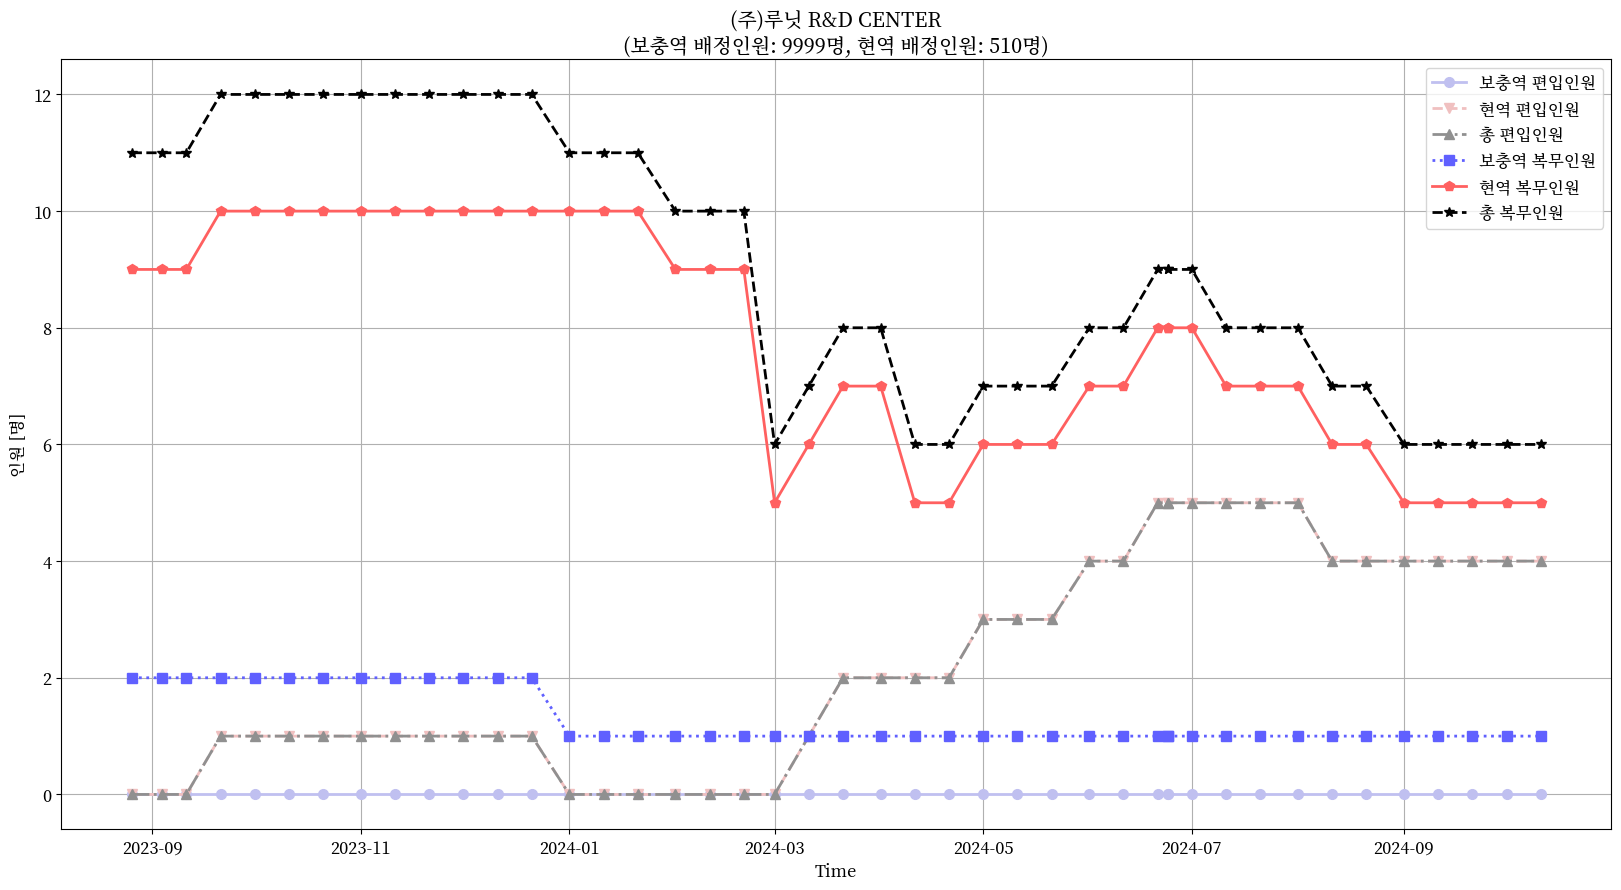 (주)루닛 R&D CENTER
(보충역 배정인원: 9999명, 현역 배정인원: 510명)
보충역 편입인원
현역 편입인원
총 편입인원
보충역 복무인원
현역 복무인원
총 복무인원
12
10
8
6
4
2
0
인원 [명]
2023-09
2023-11
2024-01
2024-03
2024-05
2024-07
2024-09
Time